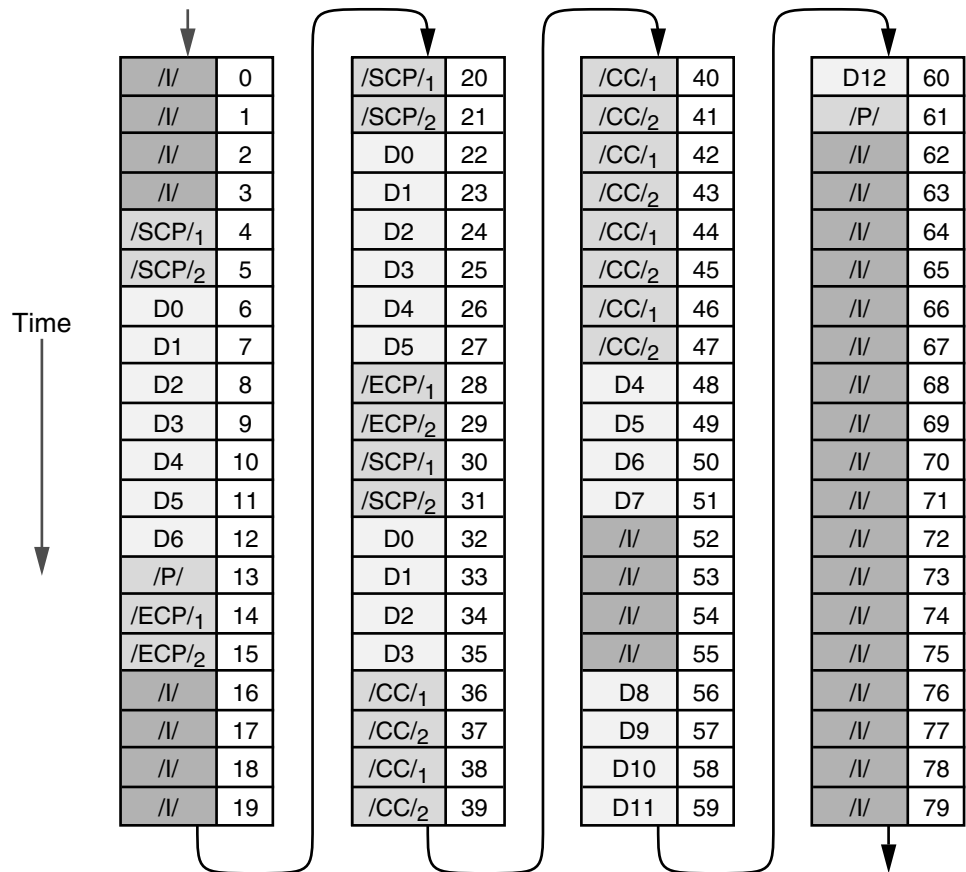 /I/ 0
/I/ 1
/I/ 2
/I/ 3
/SCP/1 4
/SCP/2 5
D0 6
Time
D1 7
D2 8
D3 9
D4 10
D5 11
D6 12
/P/ 13
/ECP/1 14
/ECP/2 15
/I/ 16
/I/ 17
/I/ 18
/I/ 19
/SCP/1 20
/SCP/2 21
D0 22
D1 23
D2 24
D3 25
D4 26
D5 27
/ECP/1 28
/ECP/2 29
/SCP/1 30
/SCP/2 31
D0 32
D1 33
D2 34
D3 35
/CC/1 36
/CC/2 37
/CC/1 38
/CC/2 39
/CC/1 40
/CC/2 41
/CC/1 42
/CC/2 43
/CC/1 44
/CC/2 45
/CC/1 46
/CC/2 47
D4 48
D5 49
D6 50
D7 51
/I/ 52
/I/ 53
/I/ 54
/I/ 55
D8 56
D9 57
D10 58
D11 59
D12 60
/P/ 61
/I/ 62
/I/ 63
/I/ 64
/I/ 65
/I/ 66
/I/ 67
/I/ 68
/I/ 69
/I/ 70
/I/ 71
/I/ 72
/I/ 73
/I/ 74
/I/ 75
/I/ 76
/I/ 77
/I/ 78
/I/ 79